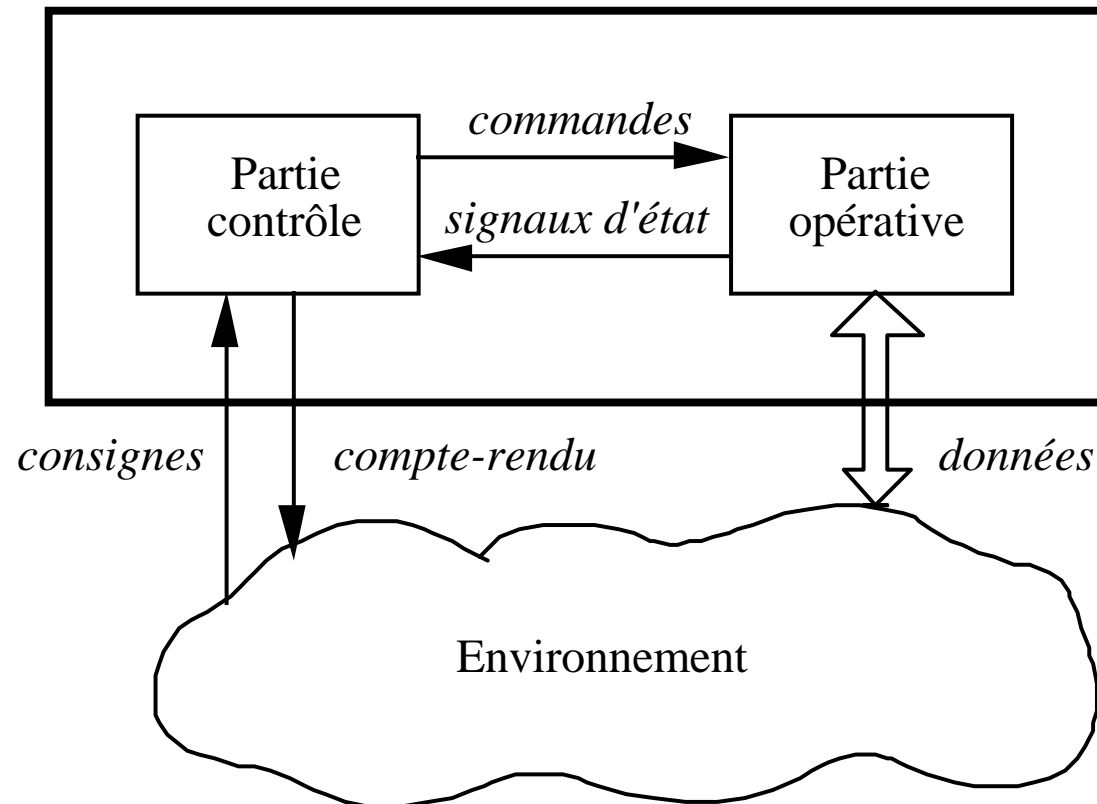 commandes
Partie
contrôle
Partie
opérative
signaux d'état
consignes
compte-rendu
données
Environnement